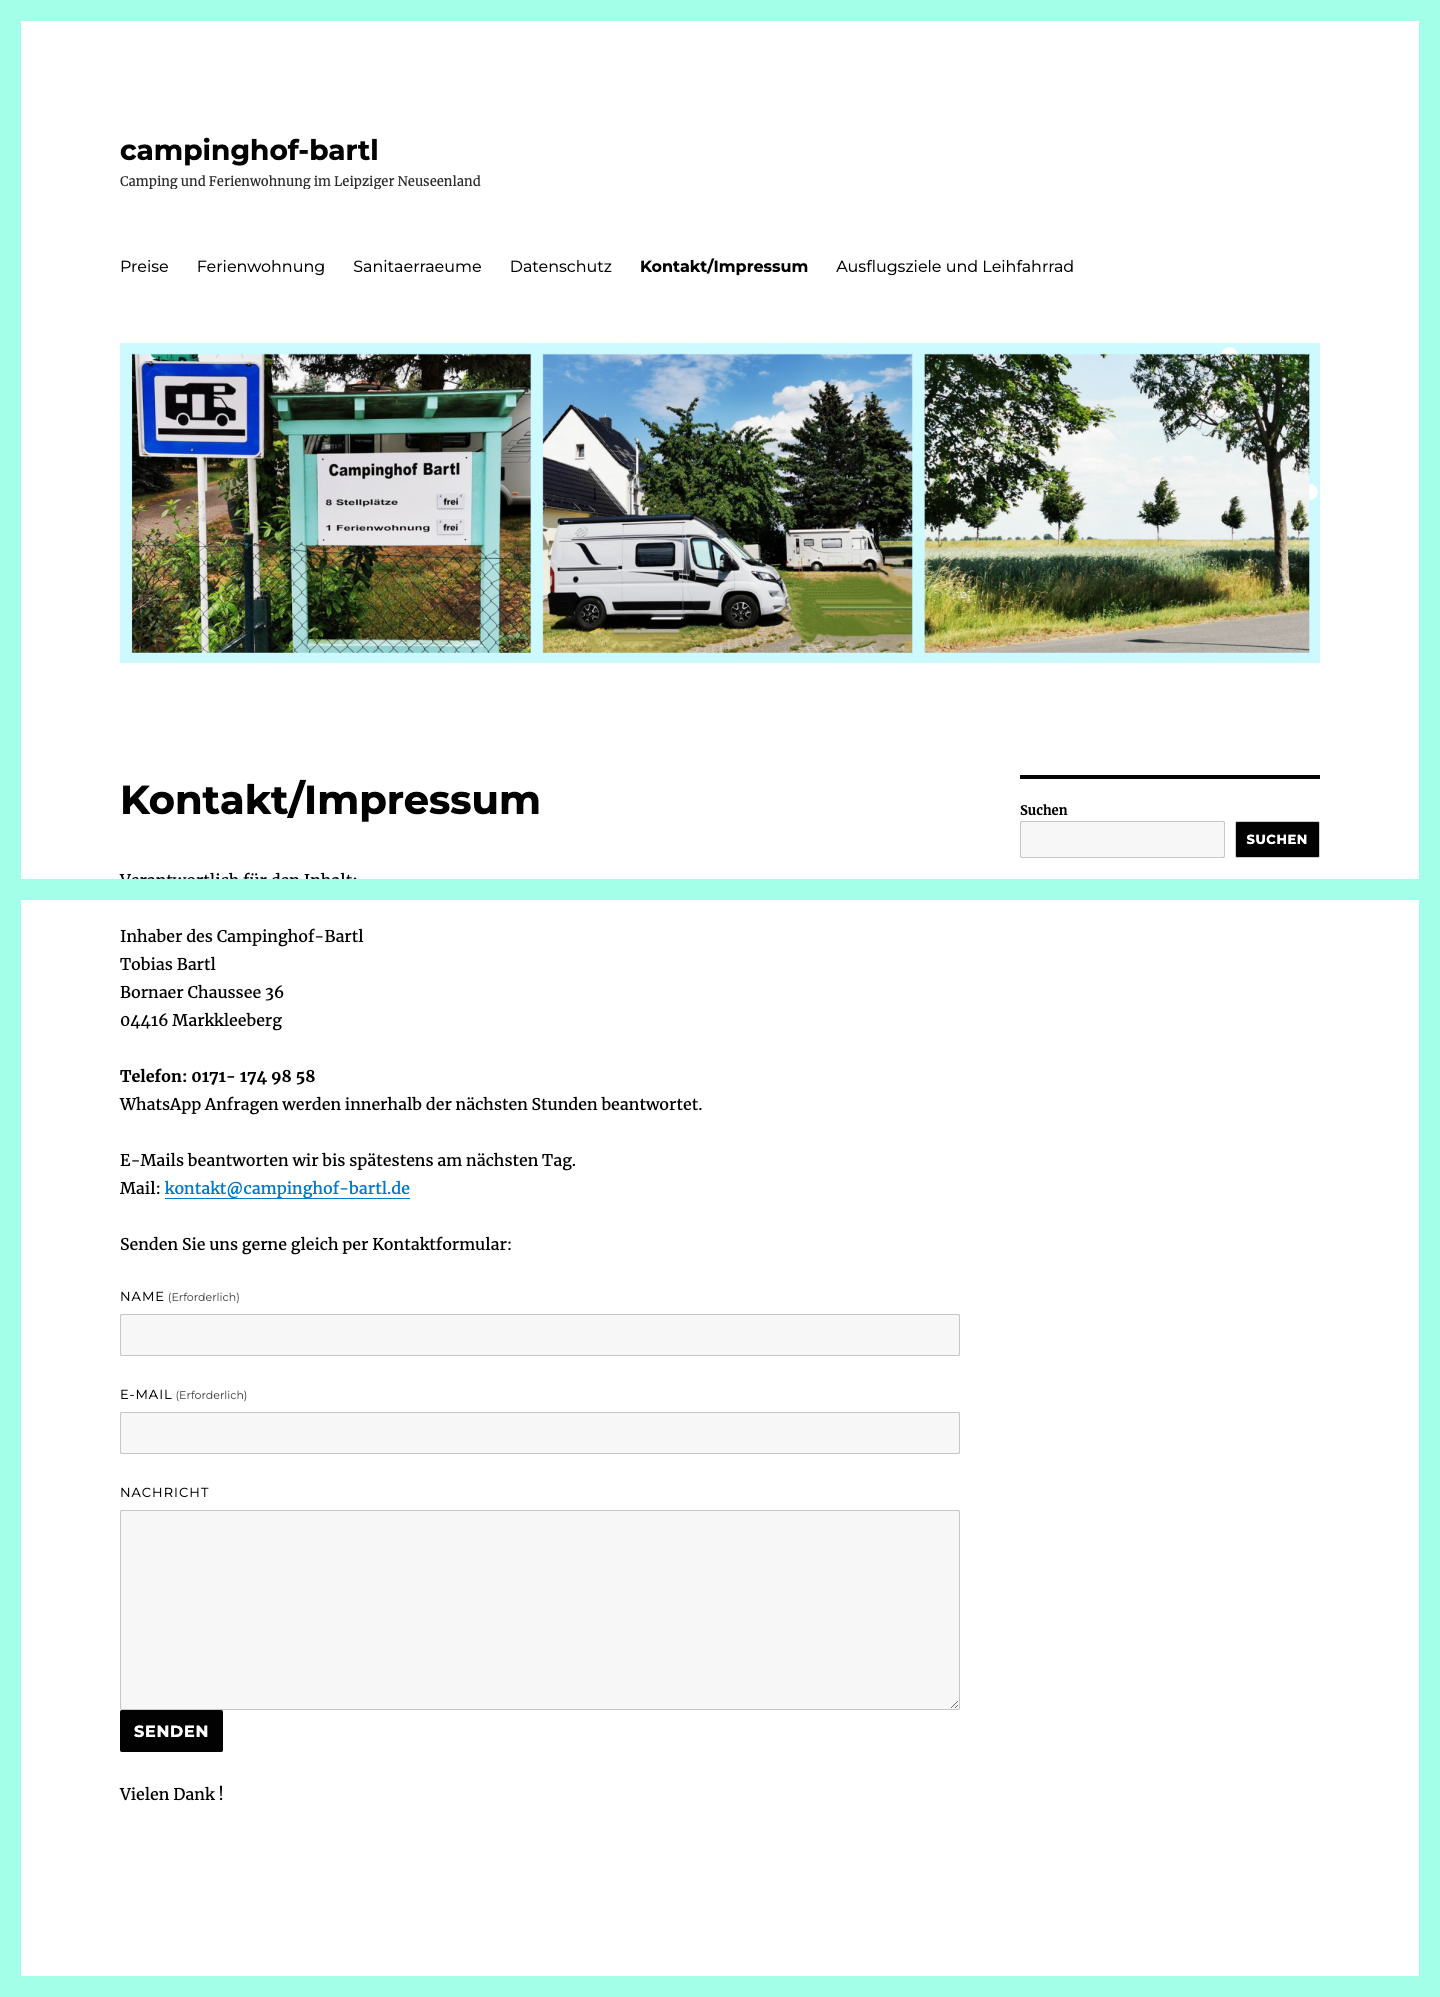 campinghof-bartl
Camping und Ferienwohnung im Leipziger Neuseenland
Preise Ferienwohnung Sanitaerraeume Datenschutz Kontakt/Impressum Ausflugsziele und Leihfahrrad
Campinghof Bartl
8 Stellplätze frei
1 Ferienwohnung frei
Kontakt/Impressum
Suchen
SUCHEN
Verantwortlich für den Inhalt:
Inhaber des Campinghof-Bartl
Tobias Bartl
Bornaer Chaussee 36
04416 Markkleeberg
Telefon: 0171- 174 98 58
WhatsApp Anfragen werden innerhalb der nächsten Stunden beantwortet.
E-Mails beantworten wir bis spätestens am nächsten Tag.
Mail: kontakt@campinghof-bartl.de
Senden Sie uns gerne gleich per Kontaktformular:
NAME (Erforderlich)
E-MAIL (Erforderlich)
NACHRICHT
SENDEN
Vielen Dank !